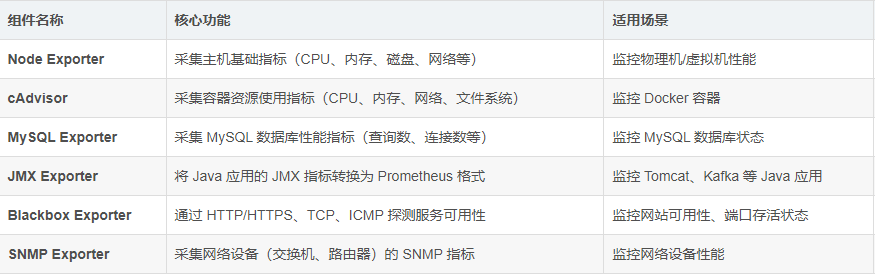 组件名称 核心功能 适用场景
Node Exporter 采集主机基础指标（CPU、内存、磁盘、网络等） 监控物理机/虚拟机性能
cAdvisor 采集容器资源使用指标（CPU、内存、网络、文件系统） 监控 Docker 容器
MySQL Exporter 采集 MySQL 数据库性能指标（查询数、连接数等） 监控 MySQL 数据库状态
JMX Exporter 将 Java 应用的 JMX 指标转换为 Prometheus 格式 监控 Tomcat、Kafka 等 Java 应用
Blackbox Exporter 通过 HTTP/HTTPS、TCP、ICMP 探测服务可用性 监控网站可用性、端口存活状态
SNMP Exporter 采集网络设备（交换机、路由器）的 SNMP 指标 监控网络设备性能